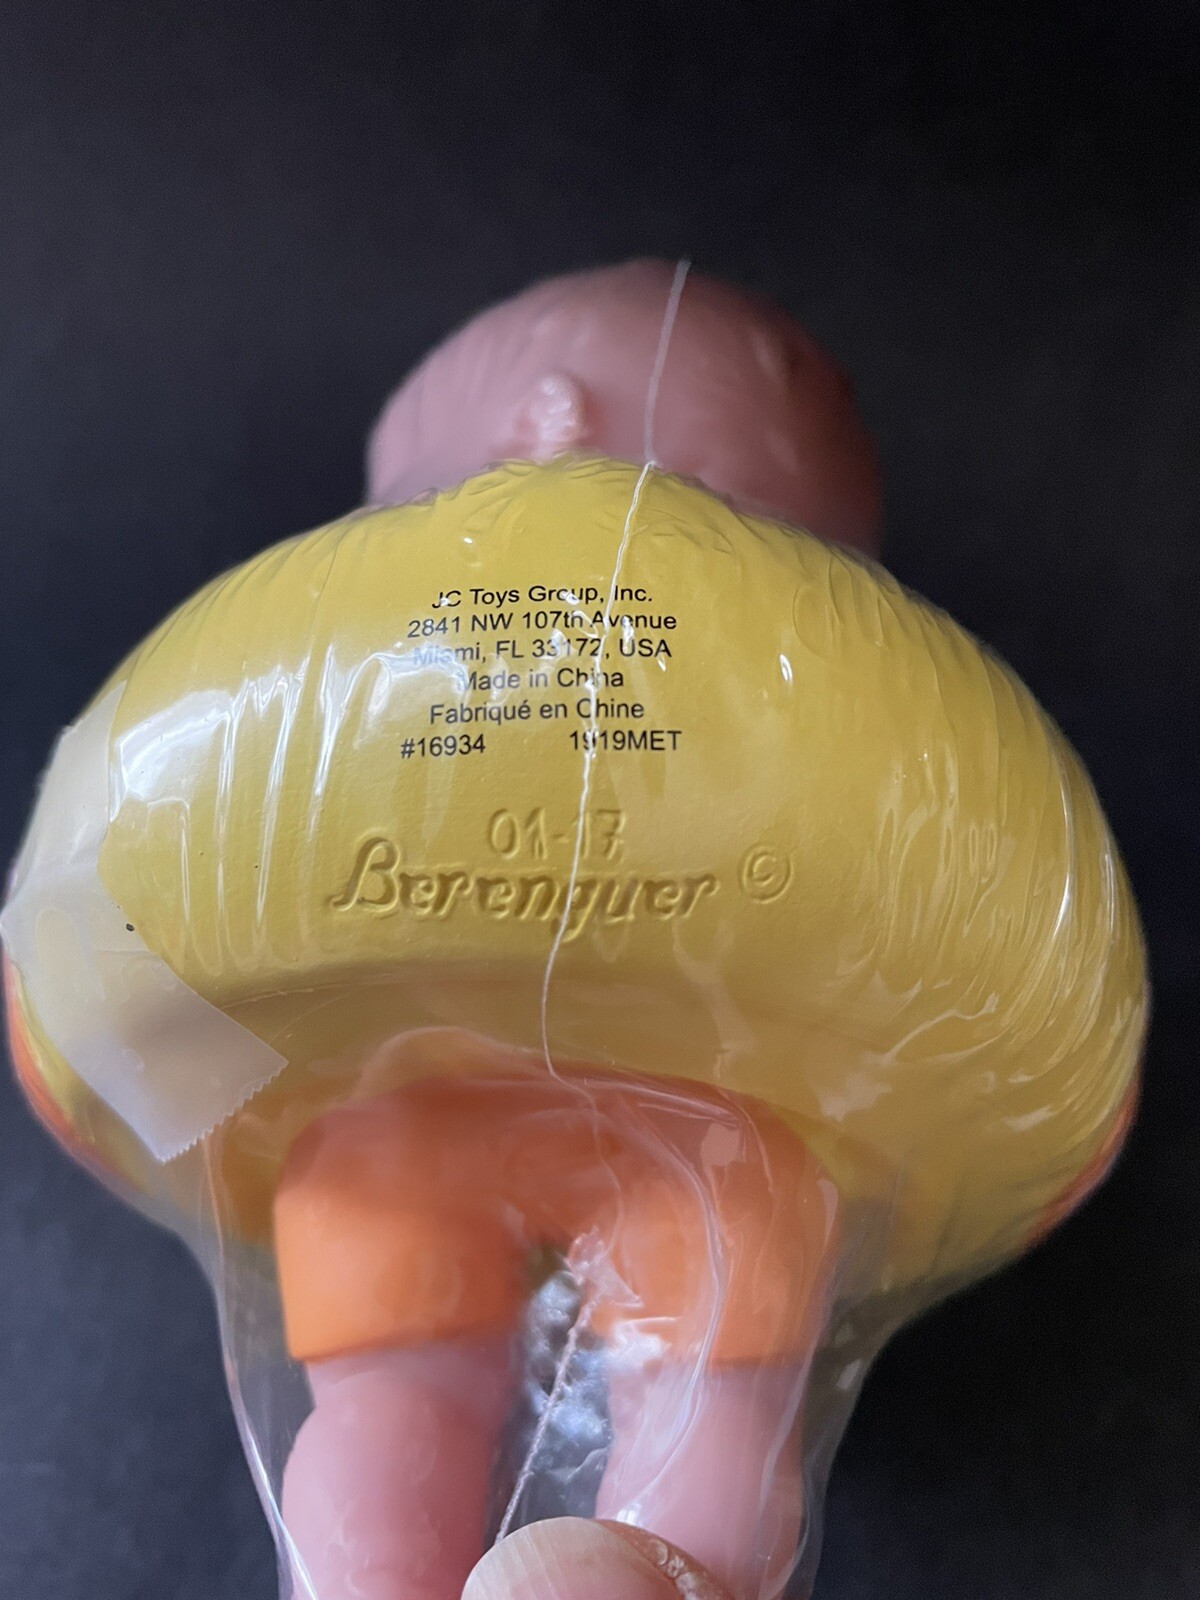 JC Toys Group, Inc.
2841 NW 107th Avenue
Miami, FL 33172, USA
Made in China
Fabriqué en Chine
#16934 1919MET
01-17
Berenguer ©